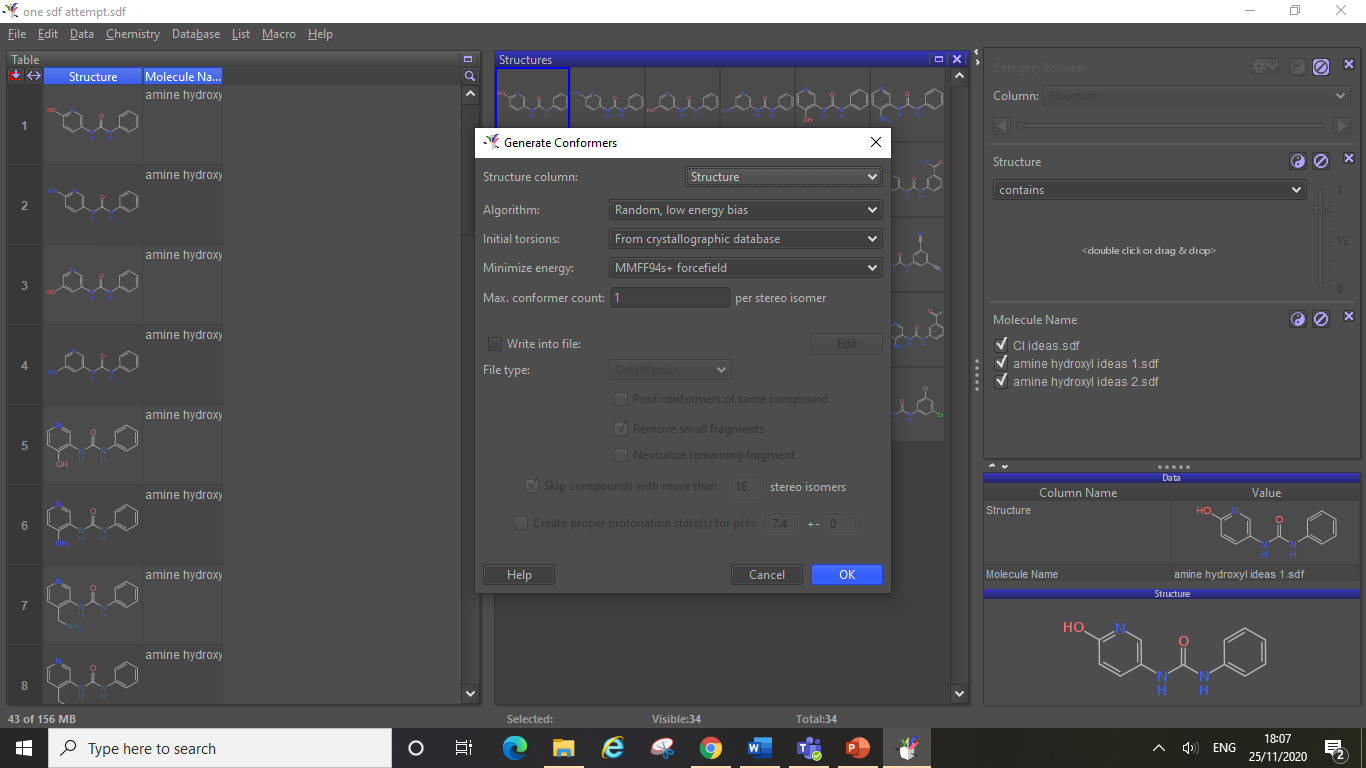 one sdf attempt.sdf
File Edit Data Chemistry Database List Macro Help
Table
Structure Molecule Na...
1 amine hydroxy
2 amine hydroxy
3 amine hydroxy
4 amine hydroxy
5 amine hydroxy
6 amine hydroxy
7 amine hydroxy
8 amine hydroxy
Structures
Generate Conformers
Structure column: Structure
Algorithm: Random, low energy bias
Initial torsions: From crystallographic database
Minimize energy: MMFF94s+ forcefield
Max. conformer count: 1 per stereo isomer
Write into file: Edit
File type: DataWarrior
Pool conformers of same compound
Remove small fragments
Neutralize remaining fragment
Skip compounds with more than 16 stereo isomers
Create proper protonation state(s) for pH= 7.4 +- 0
Help Cancel OK
Category Browser
Column: Structure
Structure
contains
1
½
0
<double click or drag & drop>
Molecule Name
CI ideas.sdf
amine hydroxyl ideas 1.sdf
amine hydroxyl ideas 2.sdf
Data
Column Name Value
Structure
HO N O N H N H
Molecule Name amine hydroxyl ideas 1.sdf
Structure
HO N O N H N H
43 of 156 MB Selected: Visible:34 Total:34
Type here to search
ENG
18:07
25/11/2020
2